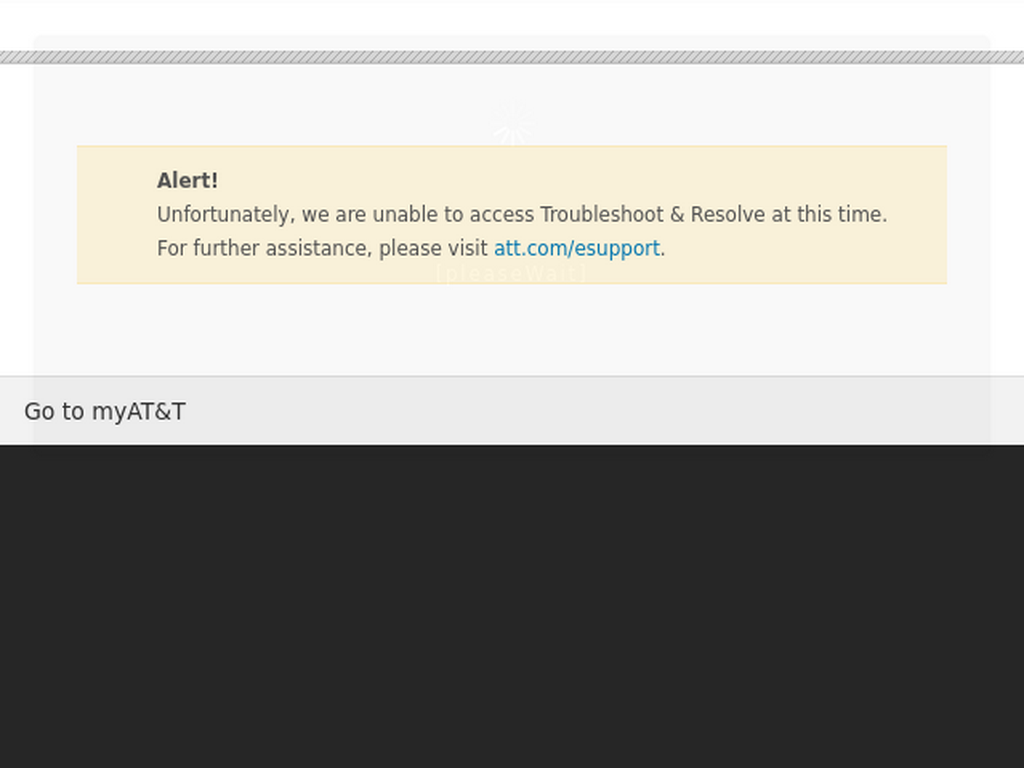 Alert!
Unfortunately, we are unable to access Troubleshoot & Resolve at this time.
For further assistance, please visit att.com/esupport.
[pleaseWait]
Go to myAT&T